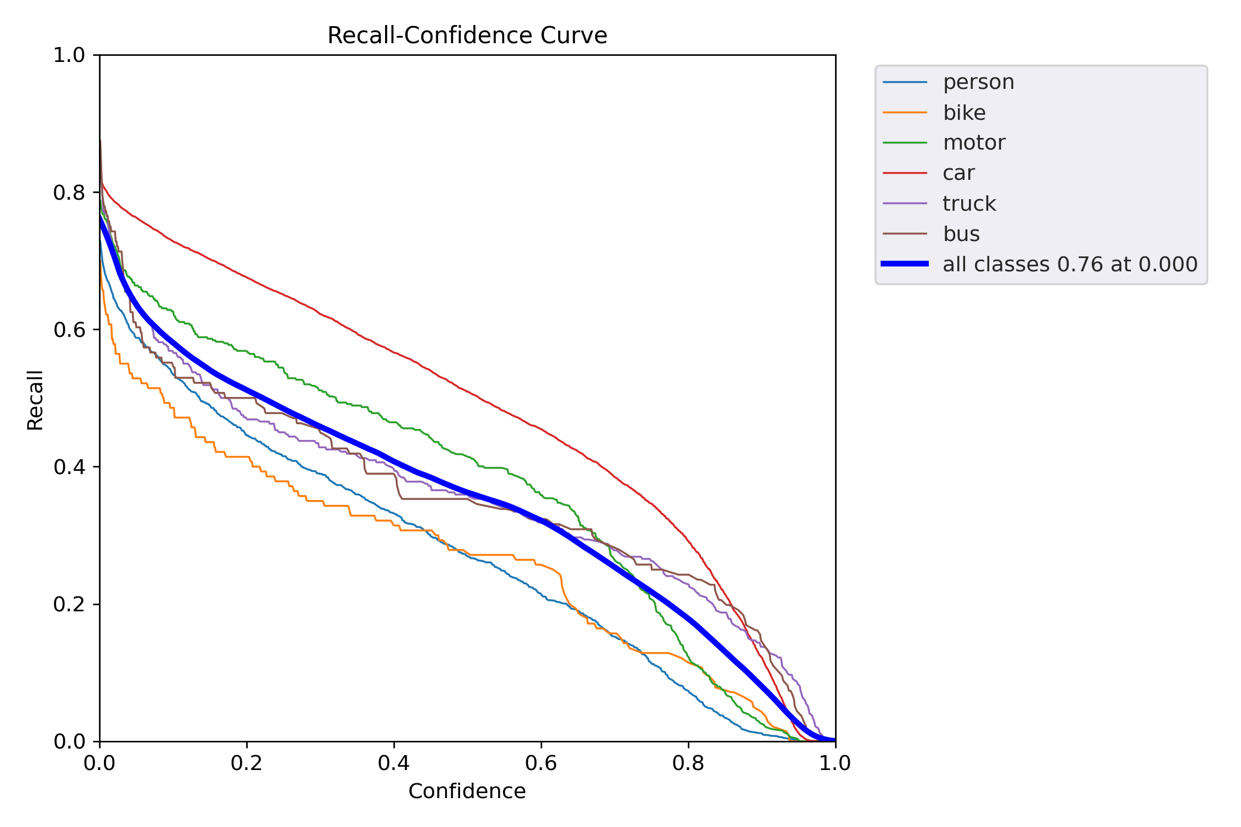 Recall-Confidence Curve
1.0
0.8
0.6
0.4
0.2
0.0
Recall
0.0 0.2 0.4 0.6 0.8 1.0
Confidence
person
bike
motor
car
truck
bus
all classes 0.76 at 0.000